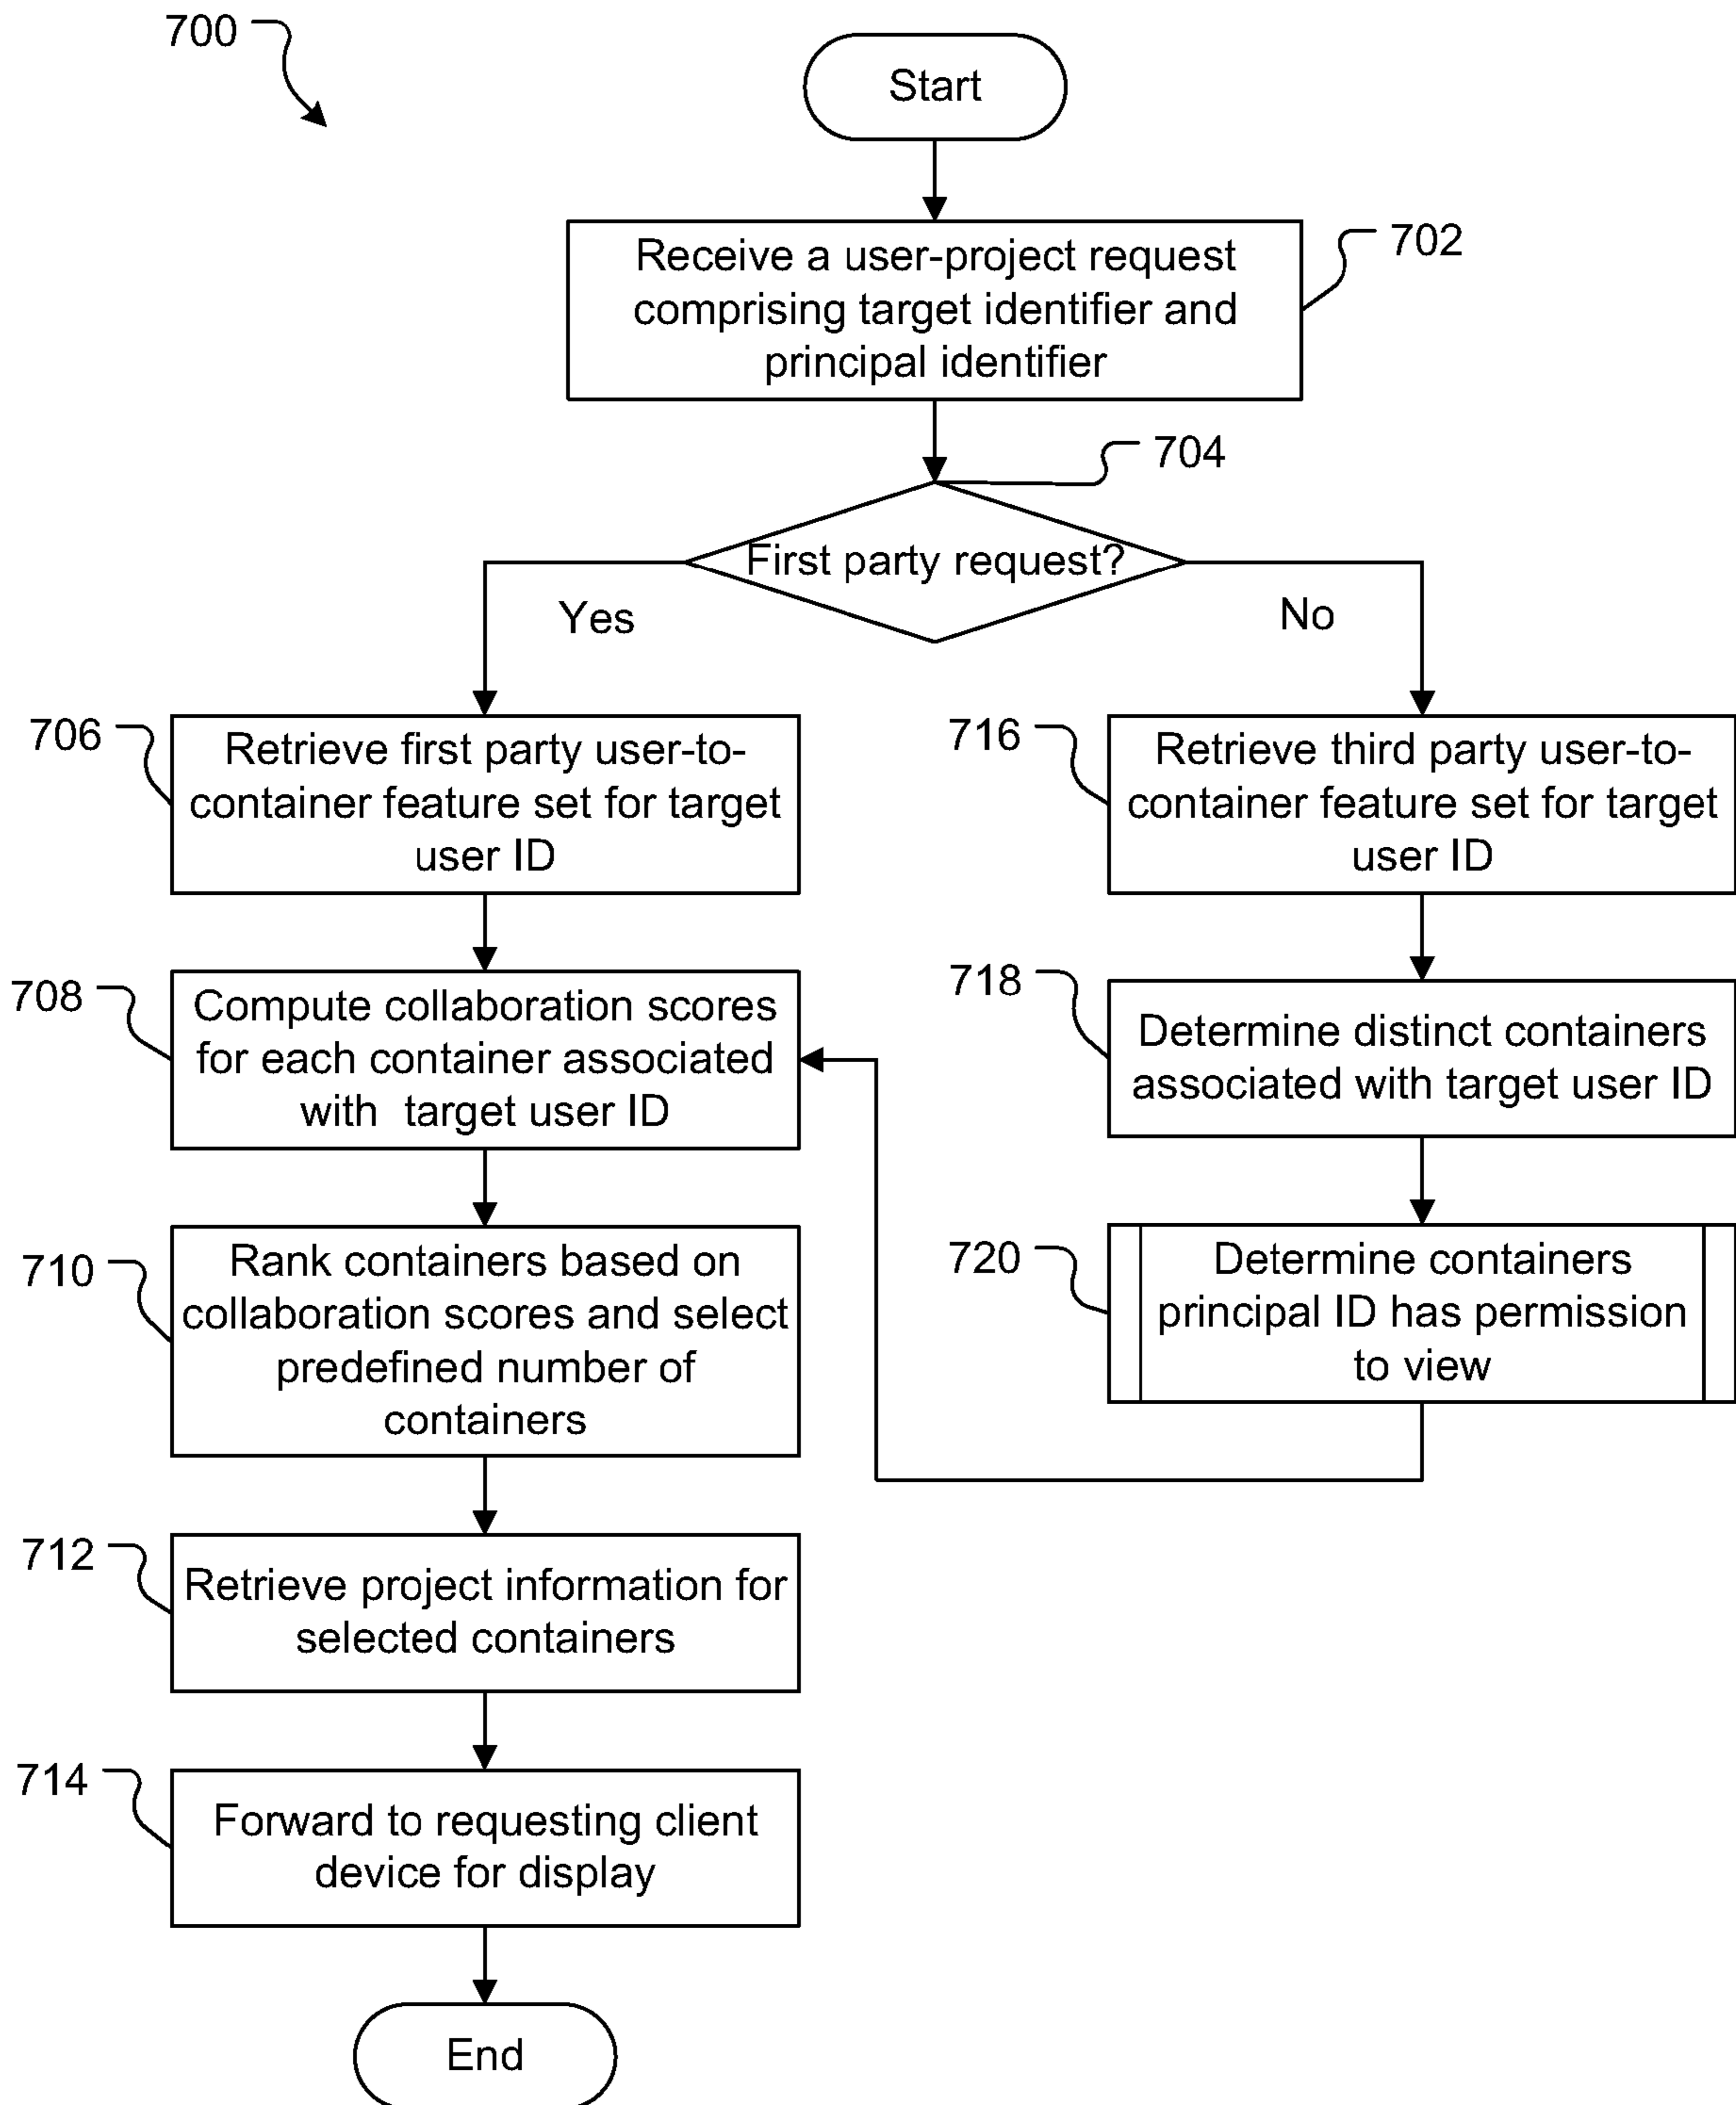 700
Start
Receive a user-project request
comprising target identifier and
principal identifier
702
704
First party request?
Yes
No
706
Retrieve first party user-to-
container feature set for target
user ID
716
Retrieve third party user-to-
container feature set for target
user ID
708
Compute collaboration scores
for each container associated
with target user ID
718
Determine distinct containers
associated with target user ID
710
Rank containers based on
collaboration scores and select
predefined number of
containers
720
Determine containers
principal ID has permission
to view
712
Retrieve project information for
selected containers
714
Forward to requesting client
device for display
End